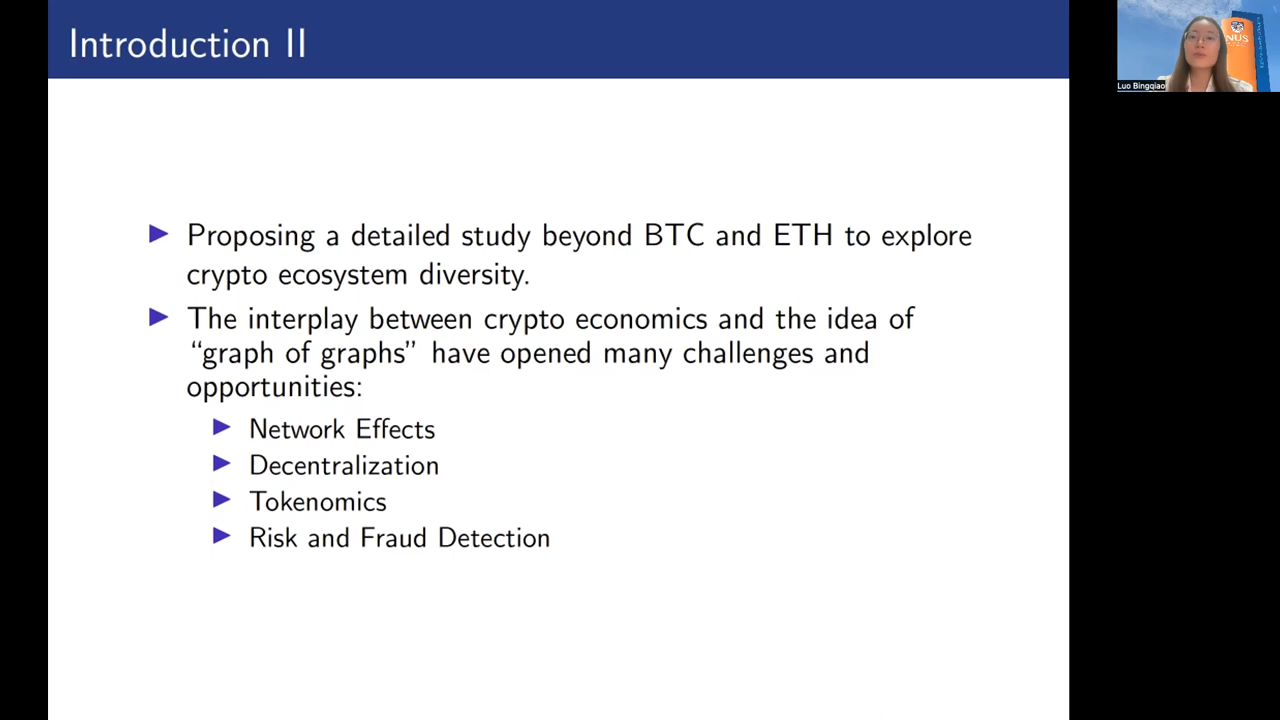 Introduction II
Luo Bingqiao
NUS
▶ Proposing a detailed study beyond BTC and ETH to explore
crypto ecosystem diversity.
▶ The interplay between crypto economics and the idea of
“graph of graphs” have opened many challenges and
opportunities:
▶ Network Effects
▶ Decentralization
▶ Tokenomics
▶ Risk and Fraud Detection